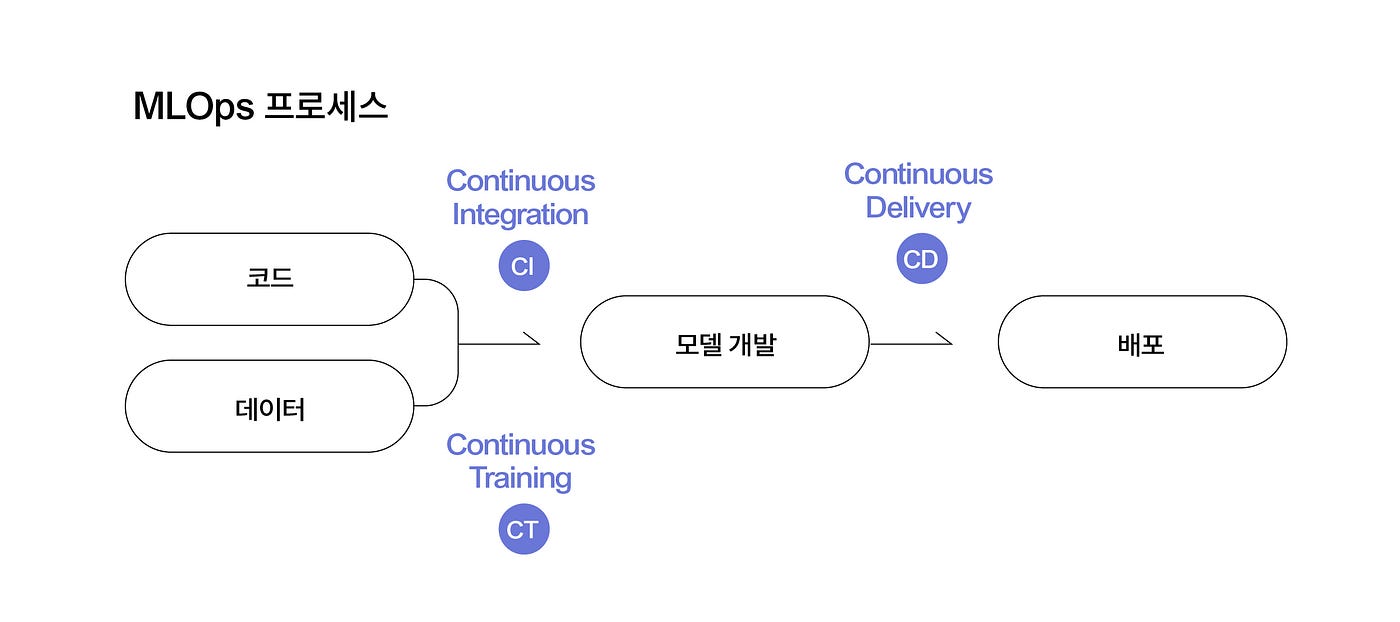 MLOps 프로세스
Continuous
Integration
CI
Continuous
Delivery
CD
코드
데이터
모델 개발
배포
Continuous
Training
CT